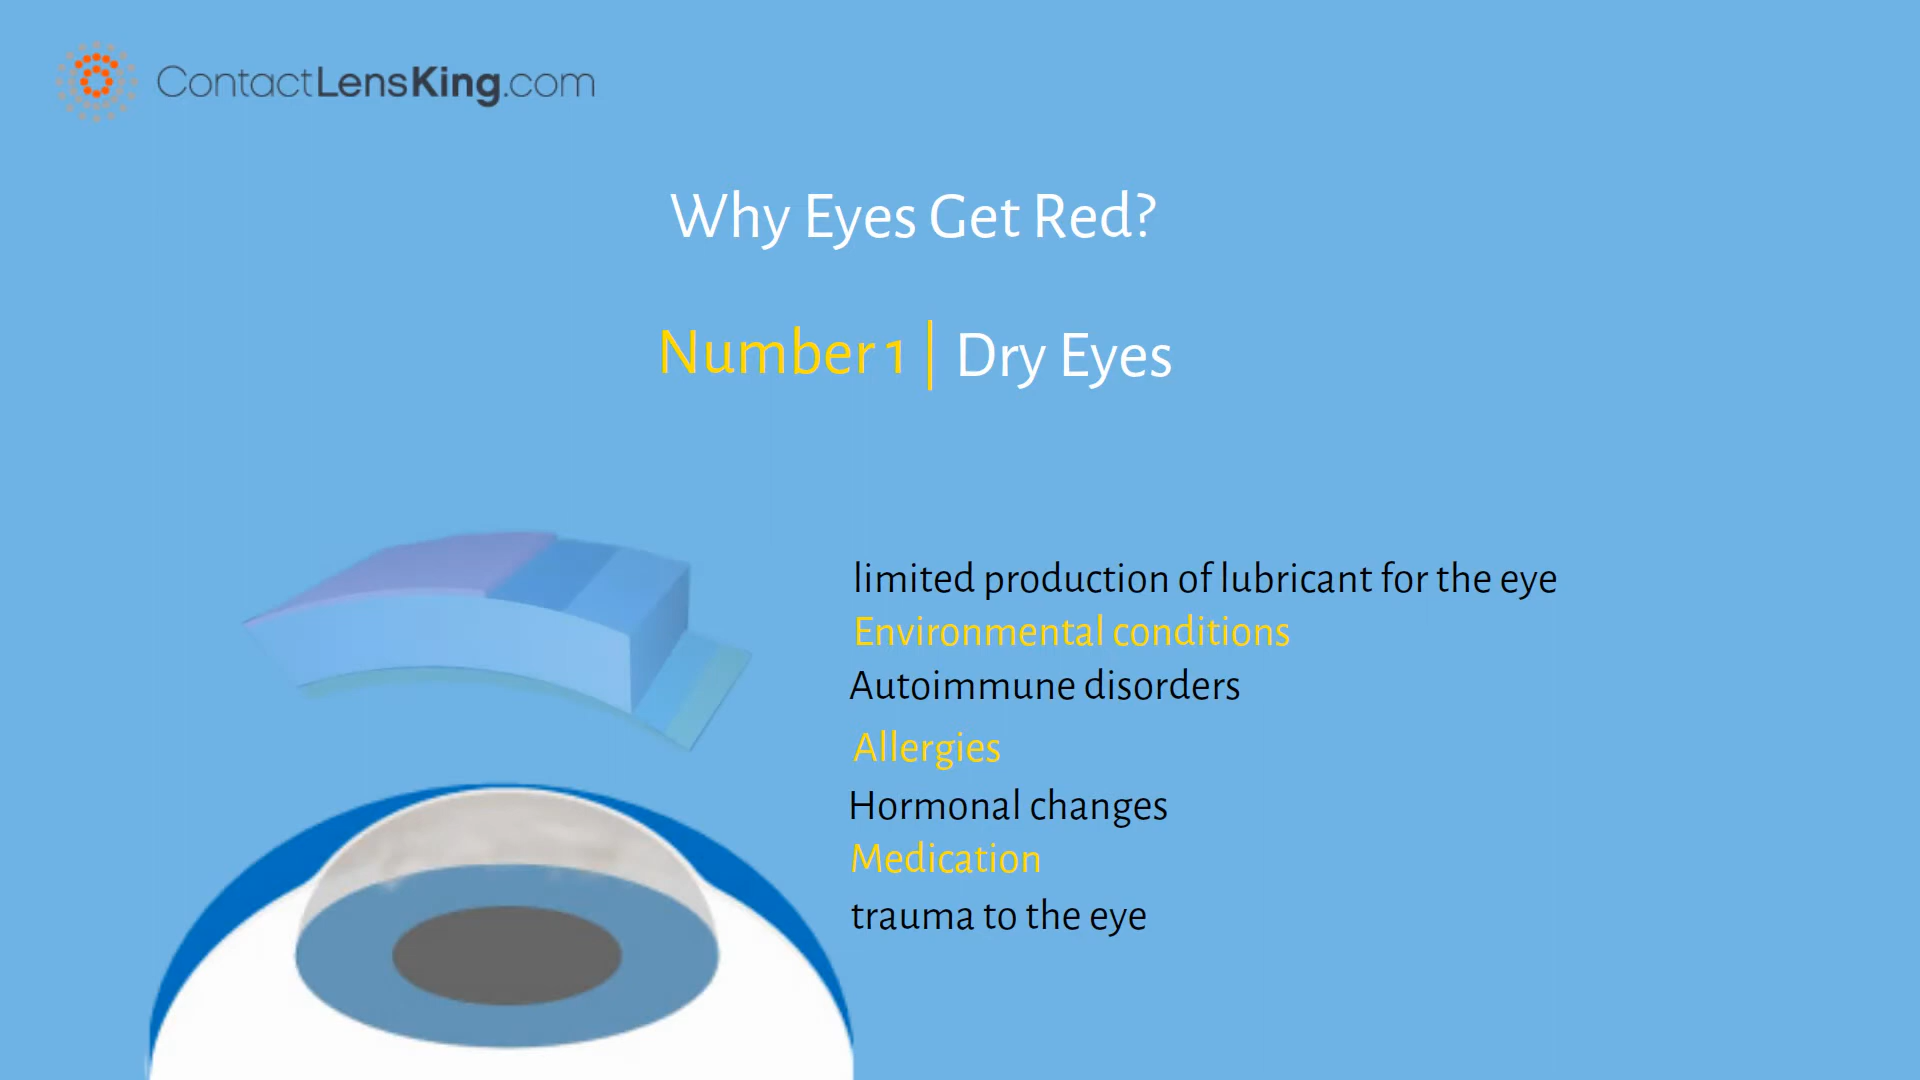 ContactLensKing.com
Why Eyes Get Red?
Number 1 | Dry Eyes
limited production of lubricant for the eye
Environmental conditions
Autoimmune disorders
Allergies
Hormonal changes
Medication
trauma to the eye